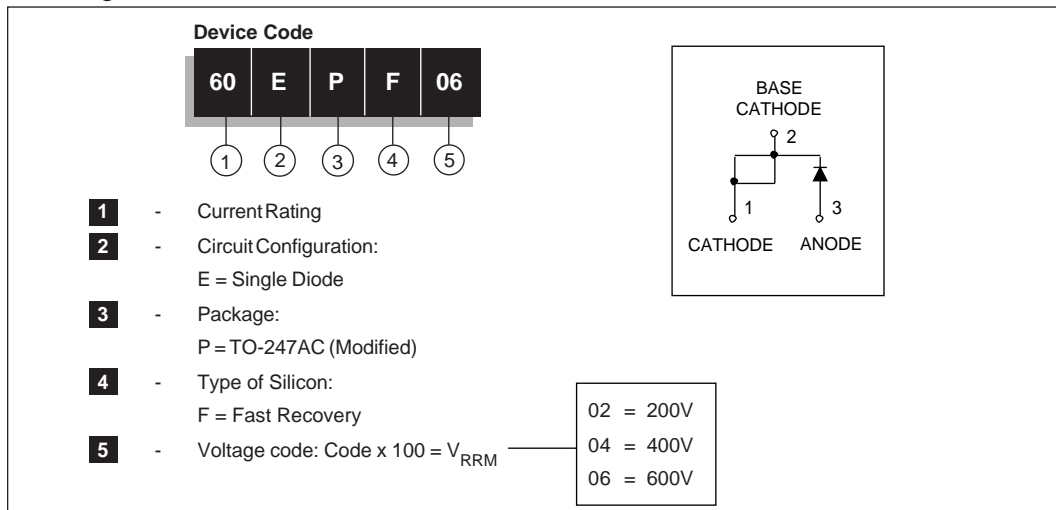 Device Code
60 E P F 06
1 2 3 4 5
1 - Current Rating
2 - Circuit Configuration:
E = Single Diode
3 - Package:
P = TO-247AC (Modified)
4 - Type of Silicon:
F = Fast Recovery
5 - Voltage code: Code x 100 = VRRM
02 = 200V
04 = 400V
06 = 600V
BASE
CATHODE
2
1 3
CATHODE ANODE